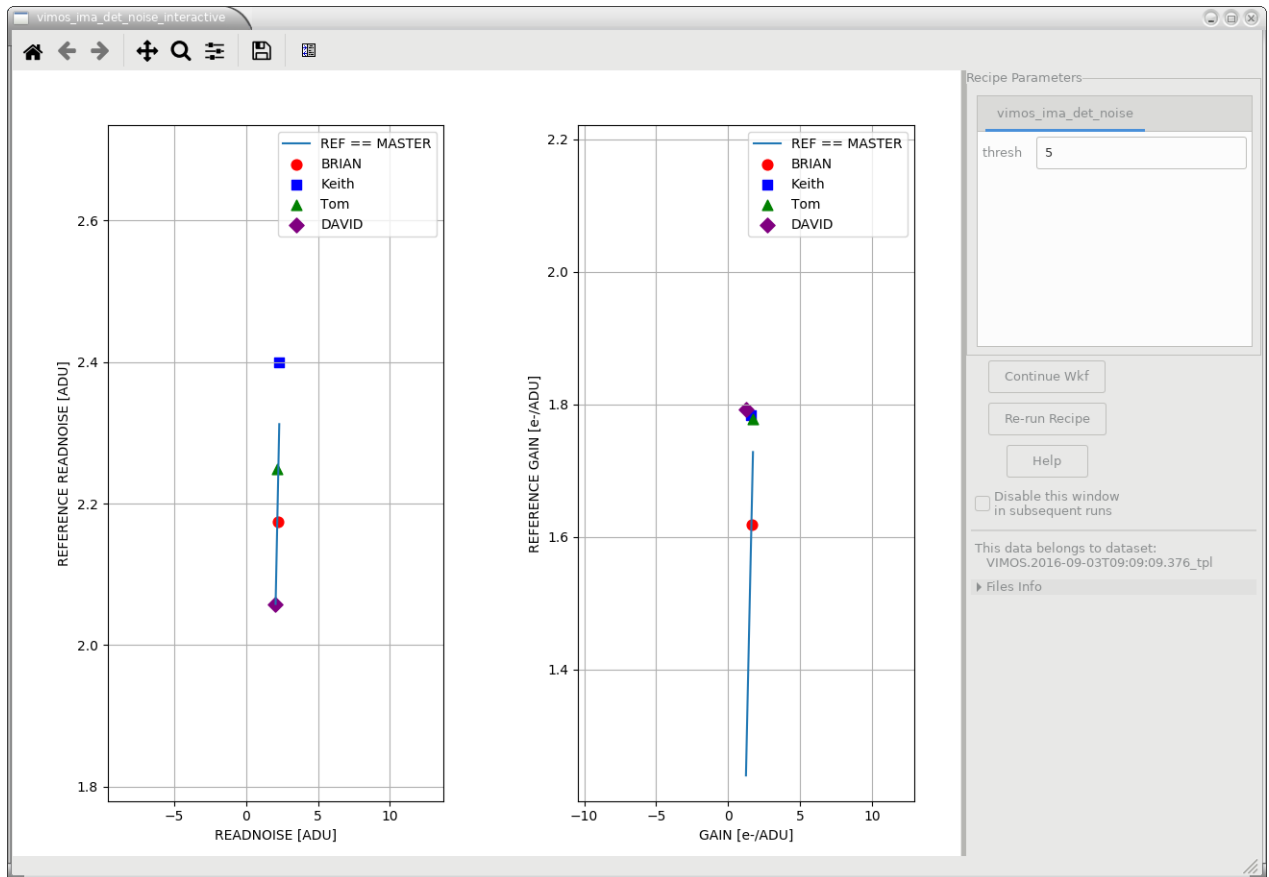 vimos_ima_det_noise_interactive
REF == MASTER
BRIAN
Keith
Tom
DAVID
2.6
2.4
2.2
2.0
1.8
REFERENCE READNOISE [ADU]
−5
0
5
10
READNOISE [ADU]
REF == MASTER
BRIAN
Keith
Tom
DAVID
2.2
2.0
1.8
1.6
1.4
REFERENCE GAIN [e-/ADU]
−10
−5
0
5
10
GAIN [e-/ADU]
Recipe Parameters
vimos_ima_det_noise
thresh 5
Continue Wkf
Re-run Recipe
Help
Disable this window
in subsequent runs
This data belongs to dataset:
VIMOS.2016-09-03T09:09:09.376_tpl
Files Info